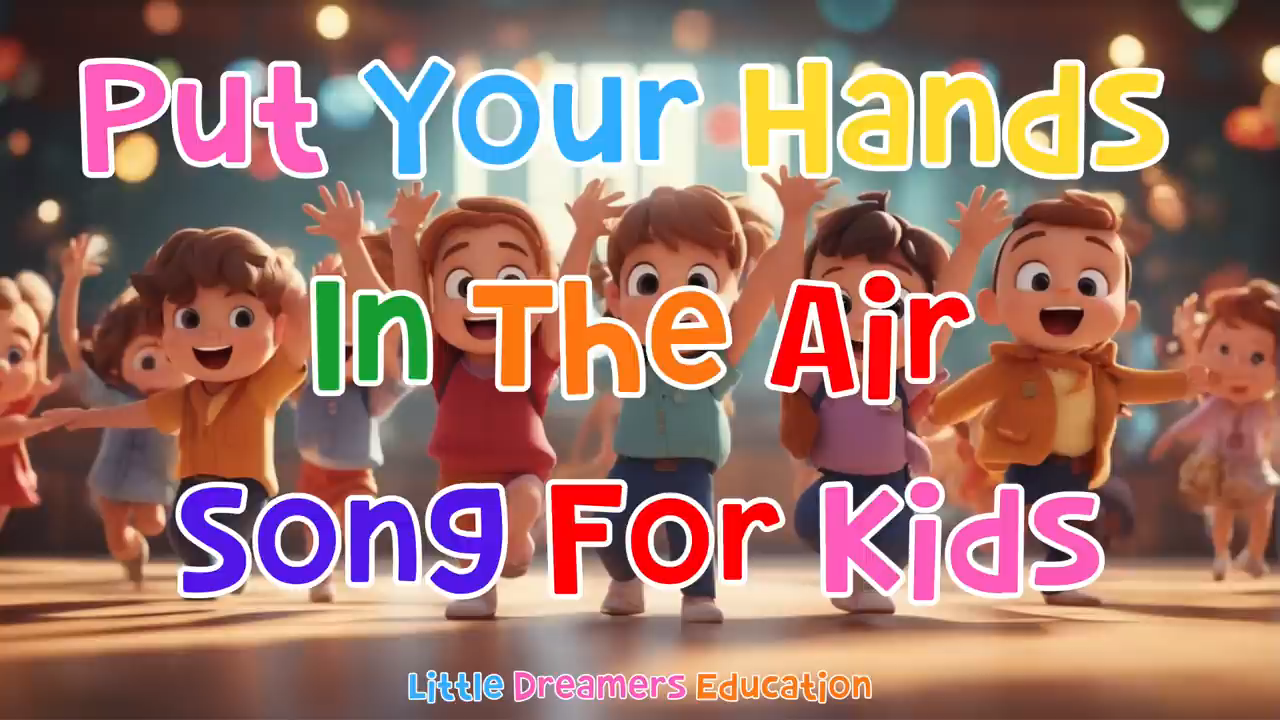 Put Your Hands
In The Air
Song For Kids
Little Dreamers Education